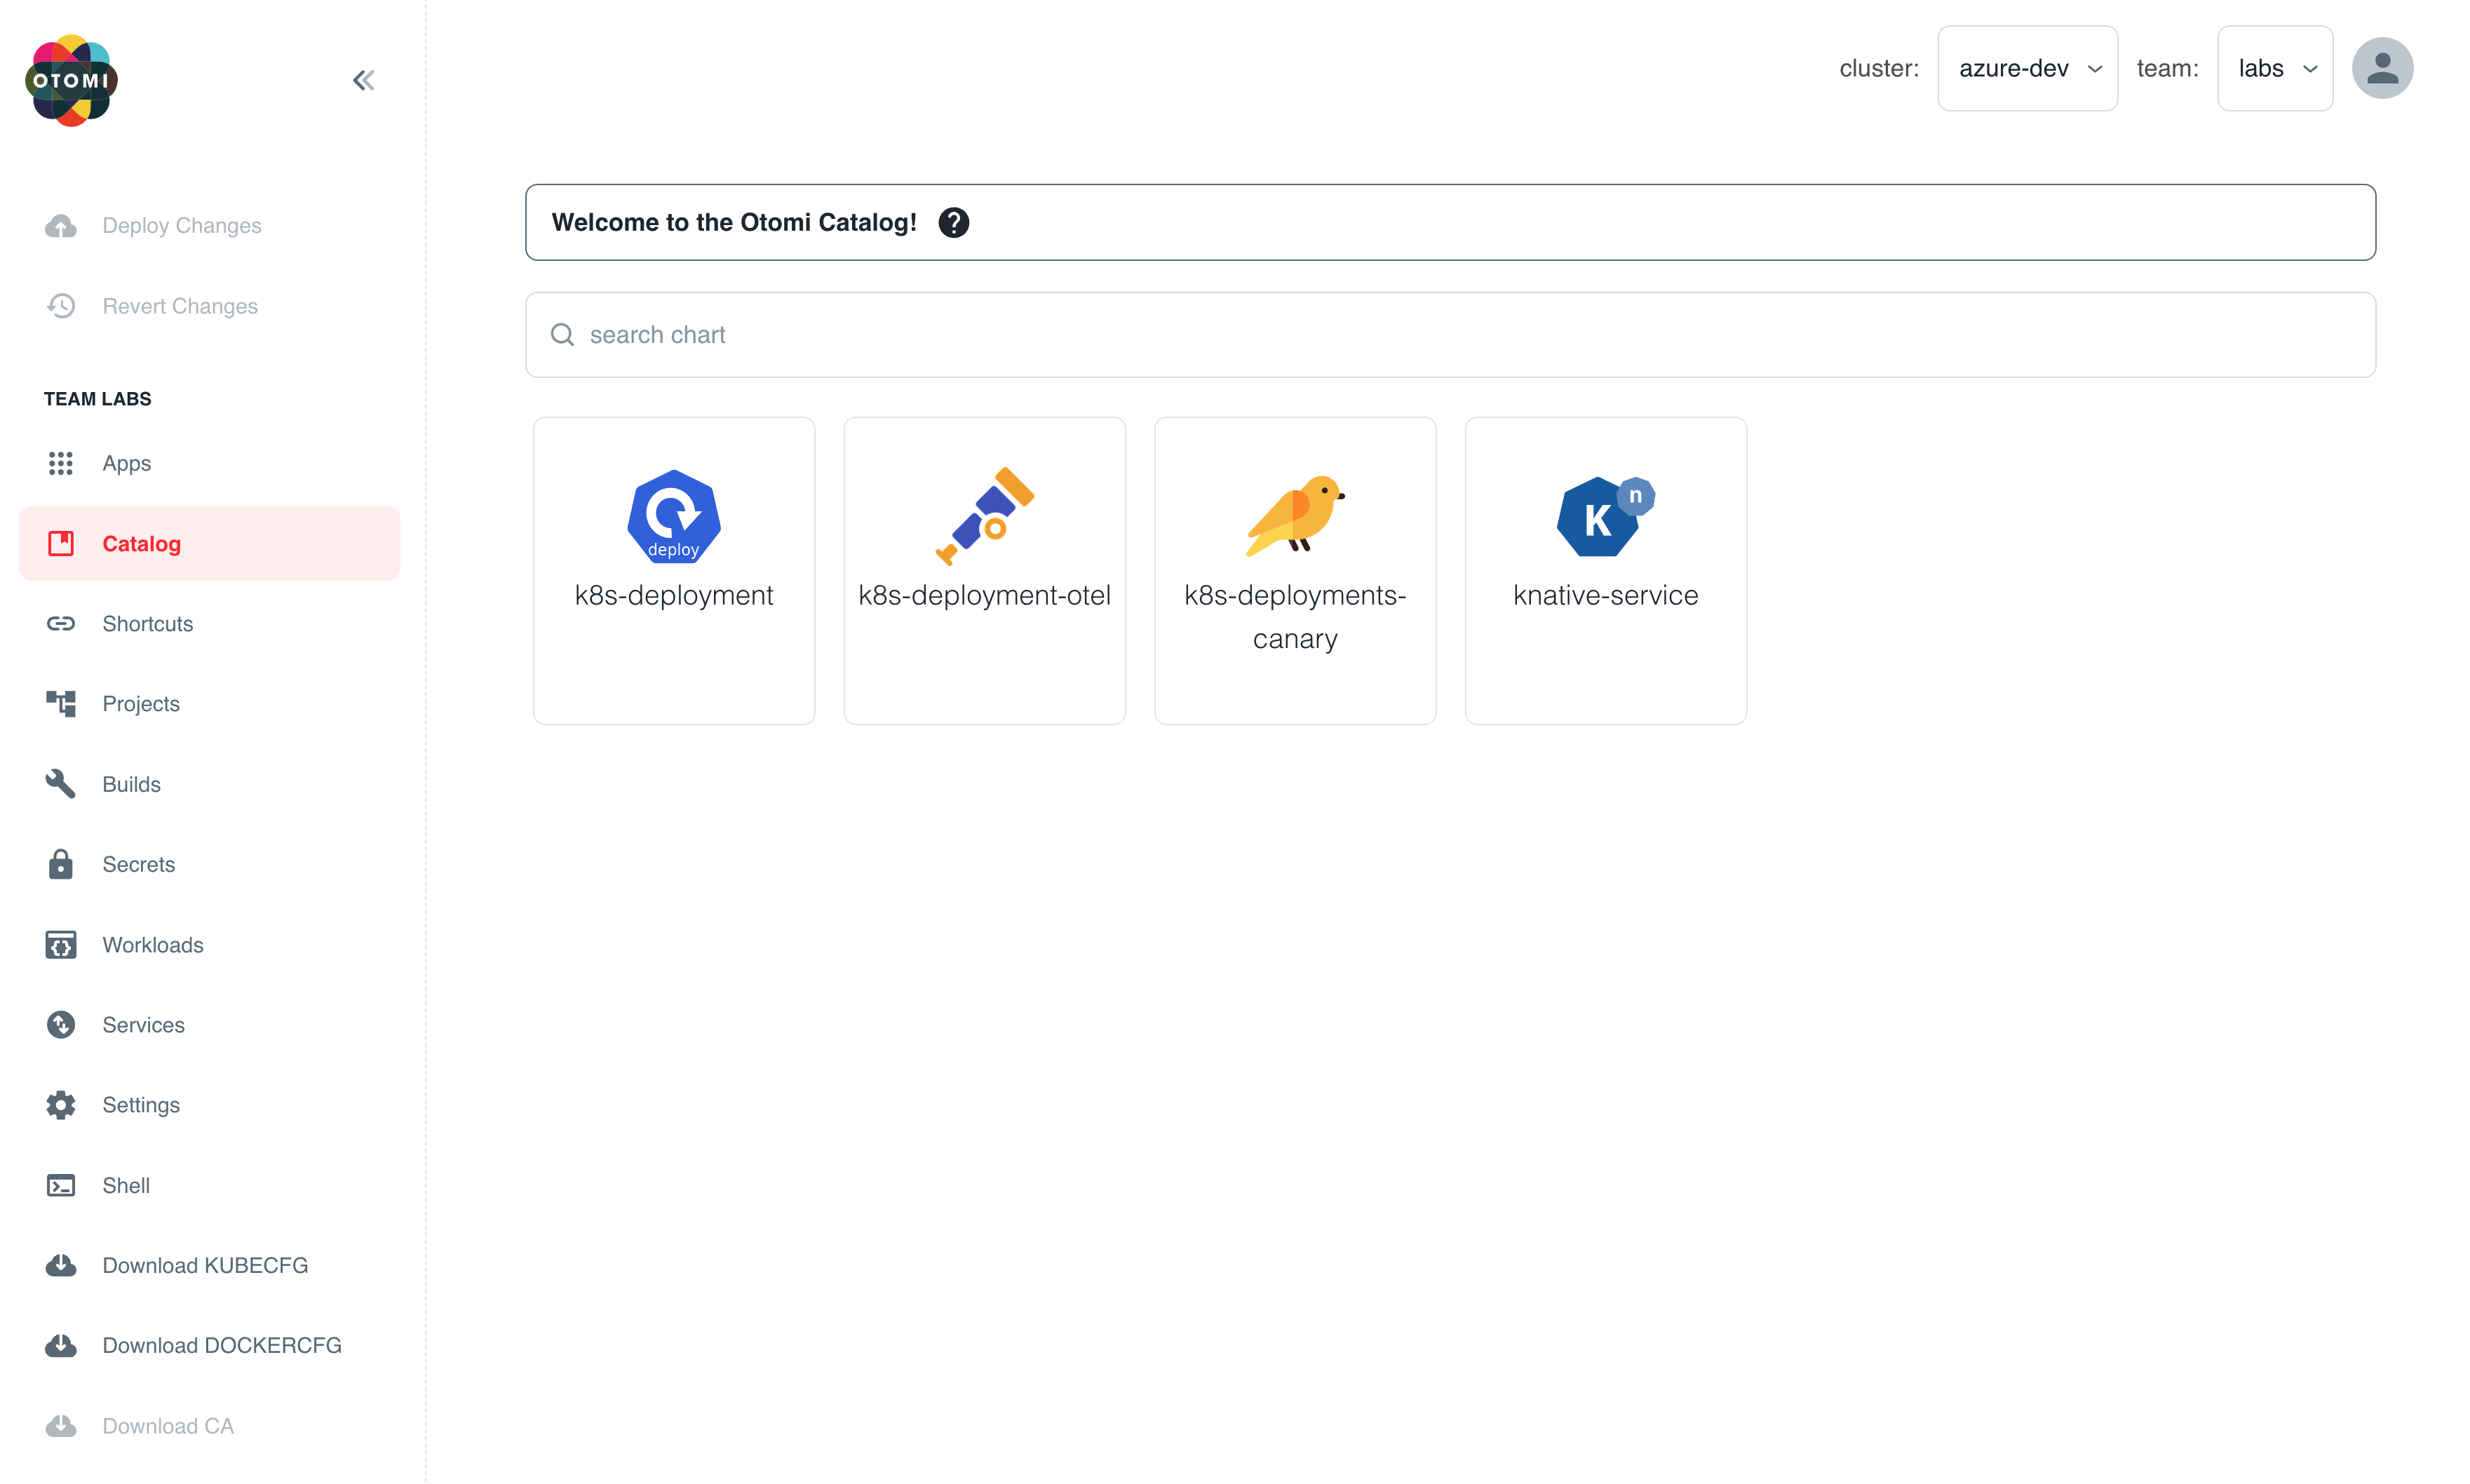 OTOMI
cluster:
azure-dev
team:
labs
Deploy Changes
Revert Changes
TEAM LABS
Apps
Catalog
Shortcuts
Projects
Builds
Secrets
Workloads
Services
Settings
Shell
Download KUBECFG
Download DOCKERCFG
Download CA
Welcome to the Otomi Catalog!
?
search chart
deploy
k8s-deployment
k8s-deployment-otel
k8s-deployments-
canary
K
n
knative-service